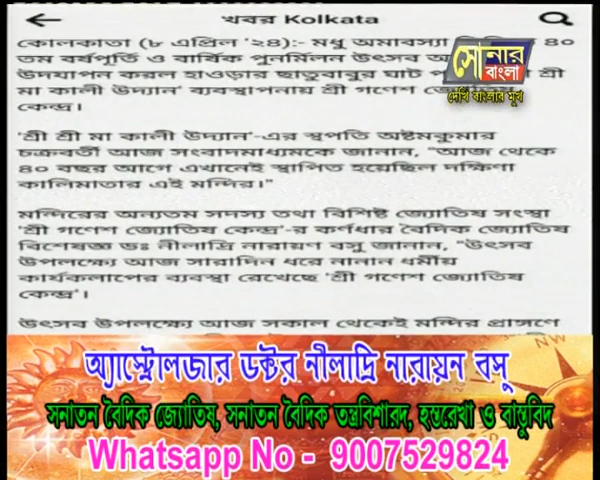 খবর Kolkata
কোলকাতা (৮ এপ্রিল '২৪):- মধু অমাবস্যা ৪০
তম বর্ষপূর্তি ও বার্ষিক পুনর্মিলন উৎসব
উদযাপন করল হাওড়ার ছাতুবাবুর ঘাট শ্রী
মা কালী উদ্যান' ব্যবস্থাপনায় শ্রী গণেশ
কেন্দ্র।
সোনার
বাংলা
দেখি বাংলার মুখ
'শ্রী শ্রী মা কালী উদ্যান'-এর স্থপতি অষ্টমকুমার
চক্রবর্তী আজ সংবাদমাধ্যমকে জানান, "আজ থেকে
৪০ বছর আগে এখানেই স্থাপিত হয়েছিল দক্ষিণা
কালিমাতার এই মন্দির।"
মন্দিরের অন্যতম সদস্য তথা বিশিষ্ট জ্যোতিষ সংস্থা
'শ্রী গণেশ জ্যোতিষ কেন্দ্র'-র কর্ণধার বৈদিক জ্যোতিষ
বিশেষজ্ঞ ডঃ নীলাদ্রি নারায়ণ বসু জানান, "উৎসব
উপলক্ষ্যে আজ সারাদিন ধরে নানান ধর্মীয়
কার্যকলাপের ব্যবস্থা রেখেছে 'শ্রী গণেশ জ্যোতিষ
কেন্দ্র'।
উৎসব উপলক্ষ্যে আজ সকাল থেকেই মন্দির প্রাঙ্গণে
অ্যাস্ট্রোলজার ডক্টর নীলাদ্রি নারায়ন বসু
সনাতন বৈদিক জ্যোতিষ, সনাতন বৈদিক তন্ত্রবিশারদ, হস্তরেখা ও বাস্তুবিদ
Whatsapp No - 9007529824